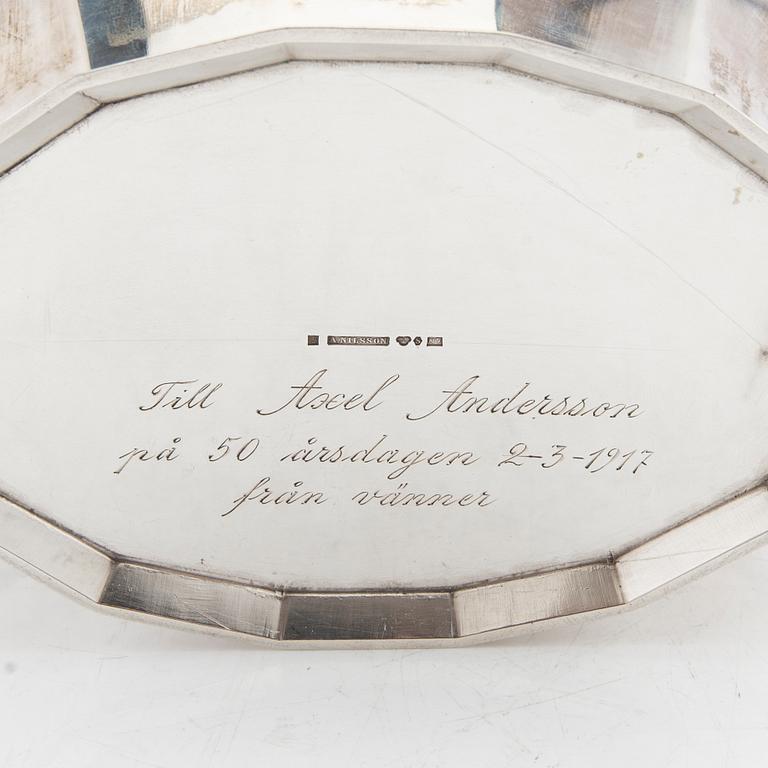 A.NILSSON S
Till Axel Andersson
på 50 årsdagen 2-3-1917
från vänner